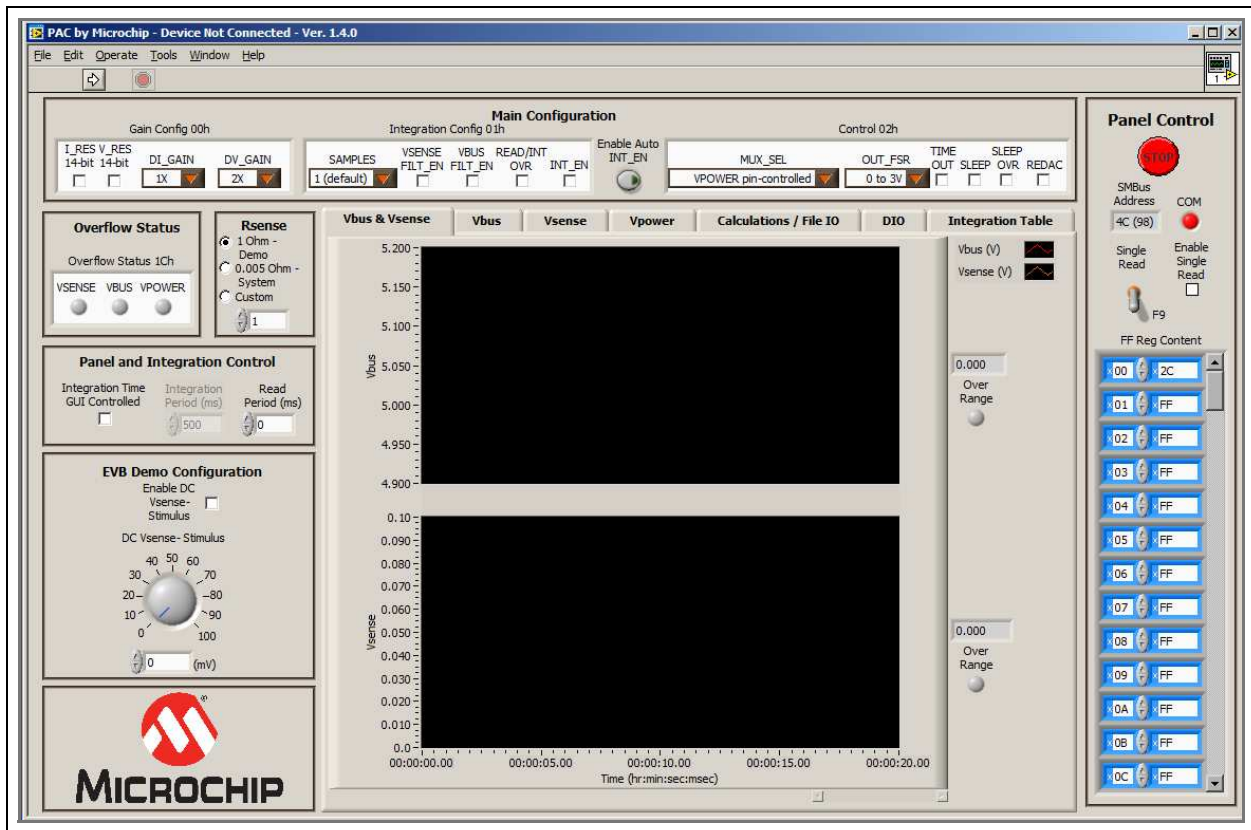 PAC by Microchip - Device Not Connected - Ver. 1.4.0
File Edit Operate Tools Window Help
1
Main Configuration
Gain Config 00h
I_RES V_RES
14-bit 14-bit
DI_GAIN
DV_GAIN
1X
2X
Integration Config 01h
SAMPLES
VSENSE FILT_EN
VBUS FILT_EN
READ/INT OVR
INT_EN
1 (default)
Enable Auto
INT_EN
Control 02h
MUX_SEL
OUT_FSR
TIME OUT
SLEEP
SLEEP OVR
REDAC
VPOWER pin-controlled
0 to 3V
Overflow Status
Overflow Status 1Ch
VSENSE VBUS VPOWER
Rsense
1 Ohm -
Demo
0.005 Ohm -
System
Custom
1
Panel and Integration Control
Integration Time
GUI Controlled
Integration
Period (ms)
500
Read
Period (ms)
0
EVB Demo Configuration
Enable DC
Vsense-
Stimulus
DC Vsense- Stimulus
0 10 20 30 40 50 60 70 80 90 100
0 (mV)
MICROCHIP
®
Vbus & Vsense
Vbus
Vsense
Vpower
Calculations / File IO
DIO
Integration Table
Vbus
5.200
5.150
5.100
5.050
5.000
4.950
4.900
Vsense
0.10
0.090
0.080
0.070
0.060
0.050
0.040
0.030
0.020
0.010
0.0
00:00:00.00 00:00:05.00 00:00:10.00 00:00:15.00 00:00:20.00
Time (hr:min:sec:msec)
Vbus (V)
Vsense (V)
0.000
Over
Range
0.000
Over
Range
Panel Control
STOP
SMBus
Address
4C (98)
COM
Single
Read
F9
Enable
Single
Read
FF Reg Content
x 00 x 2C
x 01 x FF
x 02 x FF
x 03 x FF
x 04 x FF
x 05 x FF
x 06 x FF
x 07 x FF
x 08 x FF
x 09 x FF
x 0A x FF
x 0B x FF
x 0C x FF